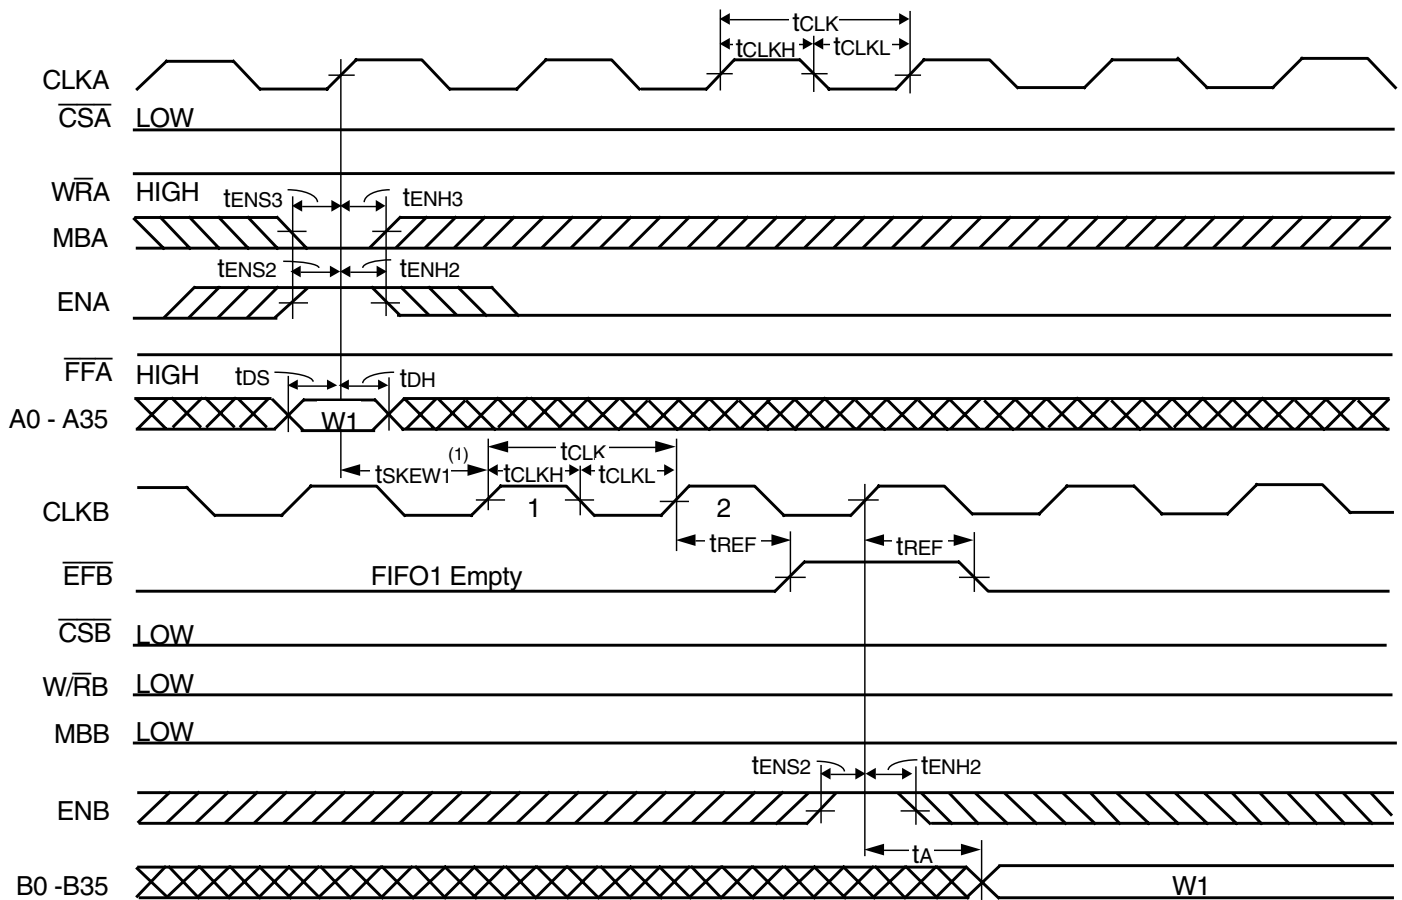 tCLK
tCLKH tCLKL
CLKA
CSA LOW
WRA HIGH
tENS3 tENH3
MBA
tENS2 tENH2
ENA
FFA HIGH
tDS tDH
A0 - A35 W1
tSKEW1(1) tCLK
tCLKH tCLKL
CLKB 1 2
tREF tREF
EFB FIFO1 Empty
CSB LOW
W/RB LOW
MBB LOW
tENS2 tENH2
ENB
tA
B0 -B35 W1